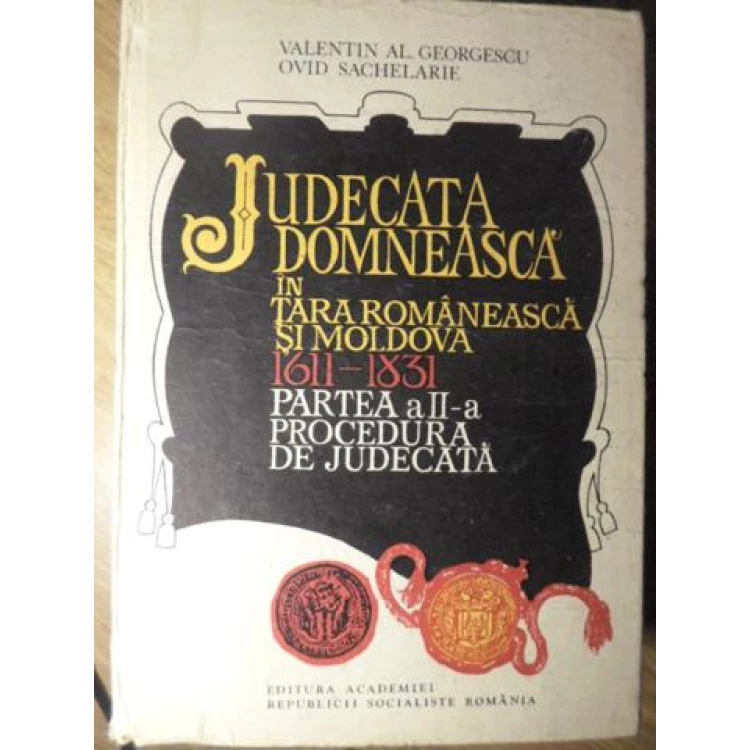 VALENTIN AL. GEORGESCU
OVID SACHELARIE
JUDECATA
DOMNEASCĂ
ÎN
ȚARA ROMÂNEASCĂ
ȘI MOLDOVA
1611-1831
PARTEA a II-a
PROCEDURA
DE JUDECATĂ
EDITURA ACADEMIEI
REPUBLICII SOCIALISTE ROMÂNIA